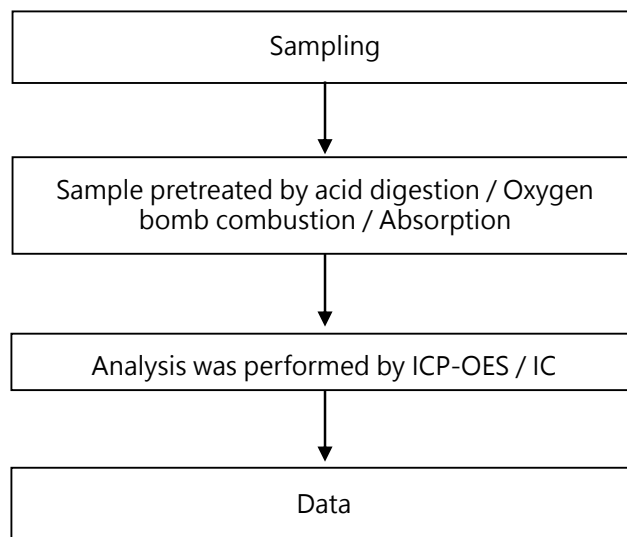 Sampling
Sample pretreated by acid digestion / Oxygen
bomb combustion / Absorption
Analysis was performed by ICP-OES / IC
Data